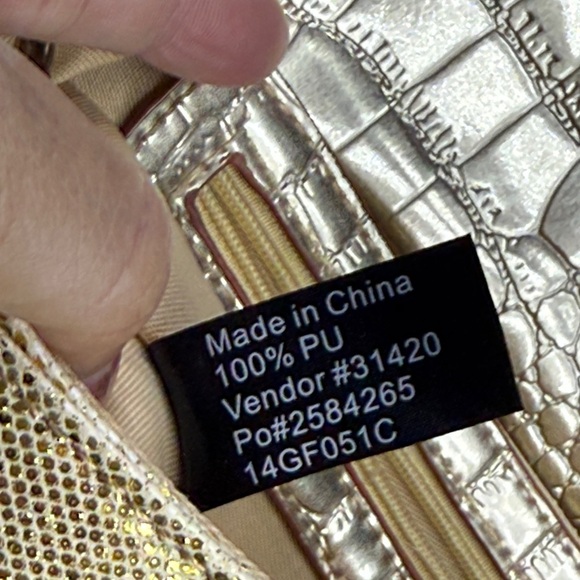 Made in China
100% PU
Vendor #31420
Po#2584265
14GF051C